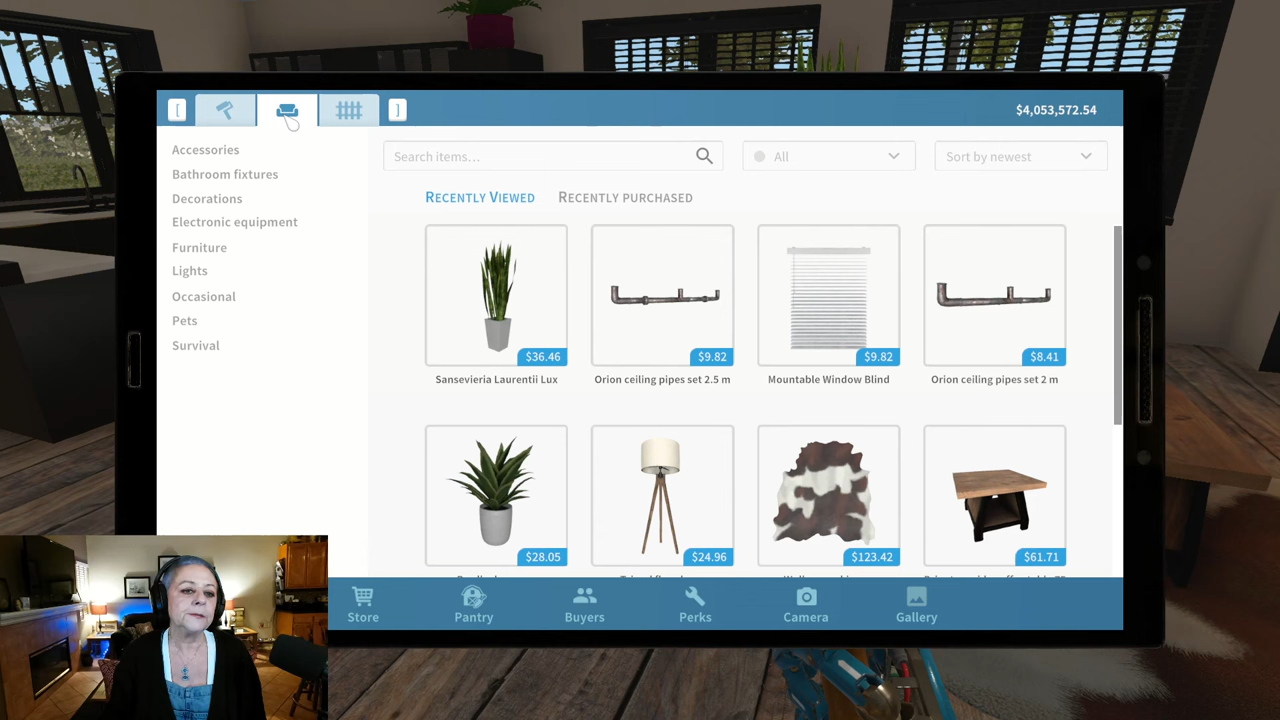 [
]
$4,053,572.54
Accessories
Bathroom fixtures
Decorations
Electronic equipment
Furniture
Lights
Occasional
Pets
Survival
Search items...
All
Sort by newest
RECENTLY VIEWED
RECENTLY PURCHASED
$36.46
$9.82
$9.82
$8.41
Sansevieria Laurentii Lux
Orion ceiling pipes set 2.5 m
Mountable Window Blind
Orion ceiling pipes set 2 m
$28.05
$24.96
$123.42
$61.71
Store
Pantry
Buyers
Perks
Camera
Gallery